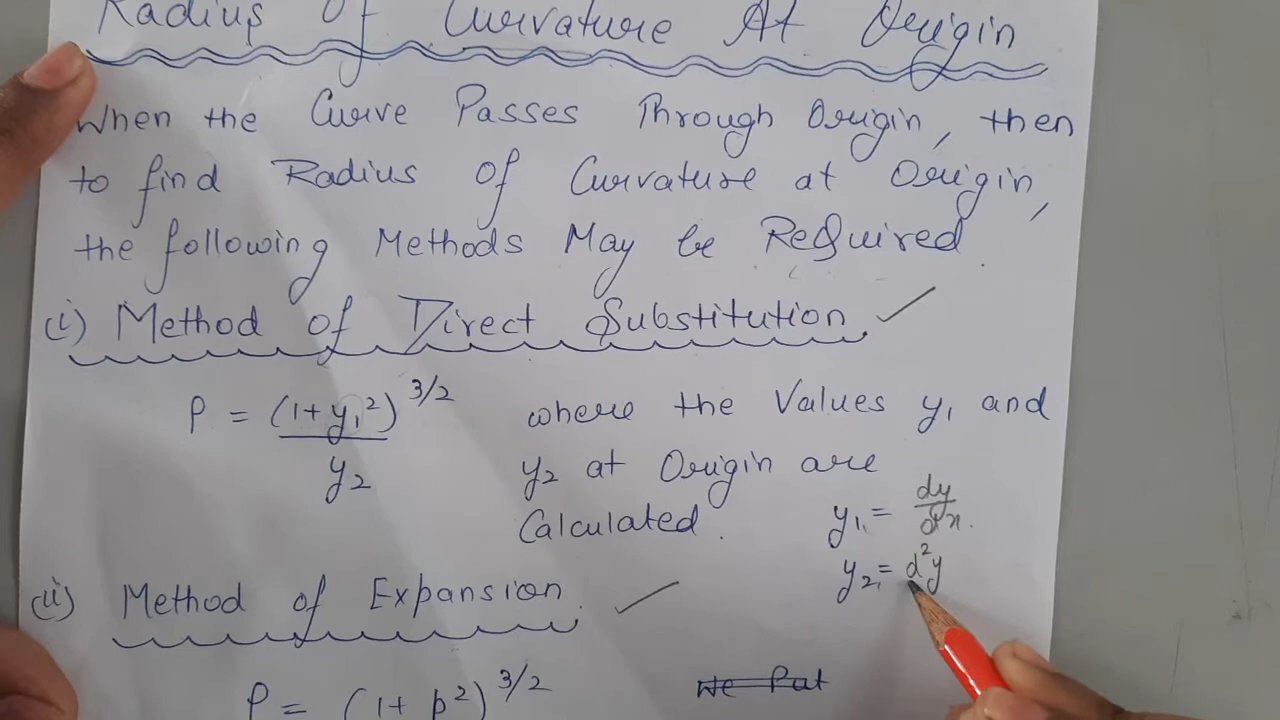 Radius Of Curvature At Origin
When the Curve Passes Through Origin, then
to find Radius of Curvature at Origin,
the following Methods May be Required.
(i) Method of Direct Substitution.
ρ = (1+y₁²)^3/2 / y₂ where the Values y₁ and
y₂ at Origin are
Calculated.
y₁ = dy/dx.
y₂ = d²y
(ii) Method of Expansion.
ρ = (1+p²)^3/2
We Put